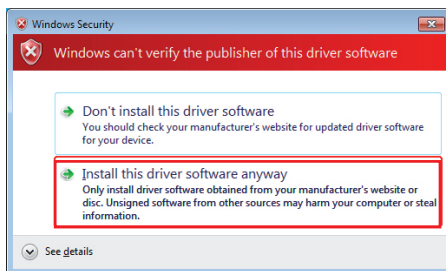 Windows Security
Windows can't verify the publisher of this driver software
Don't install this driver software
You should check your manufacturer's website for updated driver software
for your device.
Install this driver software anyway
Only install driver software obtained from your manufacturer's website or
disc. Unsigned software from other sources may harm your computer or steal
information.
See details